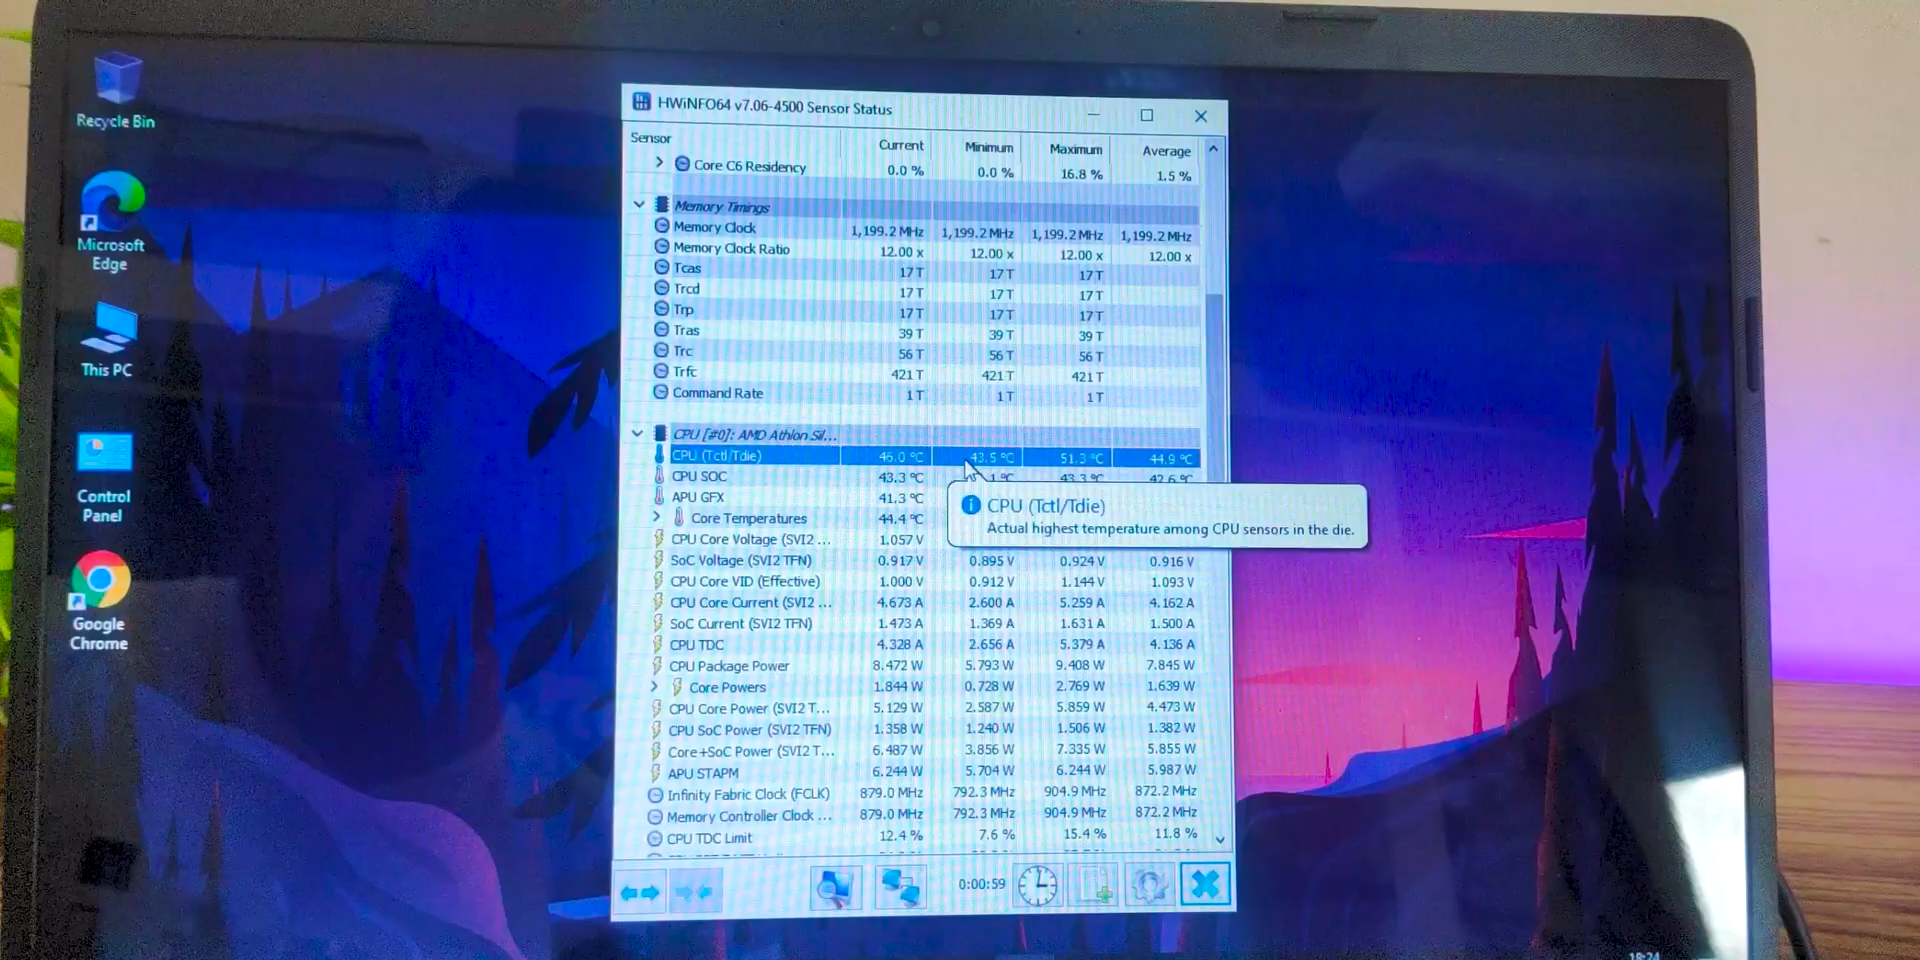 Recycle Bin
Microsoft
Edge
This PC
Control
Panel
Google
Chrome
HWiNFO64 v7.06-4500 Sensor Status
Sensor Current Minimum Maximum Average
Core C6 Residency 0.0 % 0.0 % 16.8 % 1.5 %
Memory Timings
Memory Clock 1,199.2 MHz 1,199.2 MHz 1,199.2 MHz 1,199.2 MHz
Memory Clock Ratio 12.00 x 12.00 x 12.00 x 12.00 x
Tcas 17 T 17 T 17 T
Trcd 17 T 17 T 17 T
Trp 17 T 17 T 17 T
Tras 39 T 39 T 39 T
Trc 56 T 56 T 56 T
Trfc 421 T 421 T 421 T
Command Rate 1 T 1 T 1 T
CPU [#0]: AMD Athlon Sil...
CPU (Tctl/Tdie) 45.0 °C 43.5 °C 51.3 °C 44.9 °C
CPU SOC 43.3 °C 43.3 °C 42.6 °C
APU GFX 41.3 °C
Core Temperatures 44.4 °C
CPU (Tctl/Tdie)
Actual highest temperature among CPU sensors in the die.
CPU Core Voltage (SVI2 ... 1.057 V
SoC Voltage (SVI2 TFN) 0.917 V 0.895 V 0.924 V 0.916 V
CPU Core VID (Effective) 1.000 V 0.912 V 1.144 V 1.093 V
CPU Core Current (SVI2 ... 4.673 A 2.600 A 5.259 A 4.162 A
SoC Current (SVI2 TFN) 1.473 A 1.369 A 1.631 A 1.500 A
CPU TDC 4.328 A 2.656 A 5.379 A 4.136 A
CPU Package Power 8.472 W 5.793 W 9.408 W 7.845 W
Core Powers 1.844 W 0.728 W 2.769 W 1.639 W
CPU Core Power (SVI2 T... 5.129 W 2.587 W 5.859 W 4.473 W
CPU SoC Power (SVI2 TFN) 1.358 W 1.240 W 1.506 W 1.382 W
Core+SoC Power (SVI2 T... 6.487 W 3.856 W 7.335 W 5.855 W
APU STAPM 6.244 W 5.704 W 6.244 W 5.987 W
Infinity Fabric Clock (FCLK) 879.0 MHz 792.3 MHz 904.9 MHz 872.2 MHz
Memory Controller Clock ... 879.0 MHz 792.3 MHz 904.9 MHz 872.2 MHz
CPU TDC Limit 12.4 % 7.6 % 15.4 % 11.8 %
0:00:59
18:24